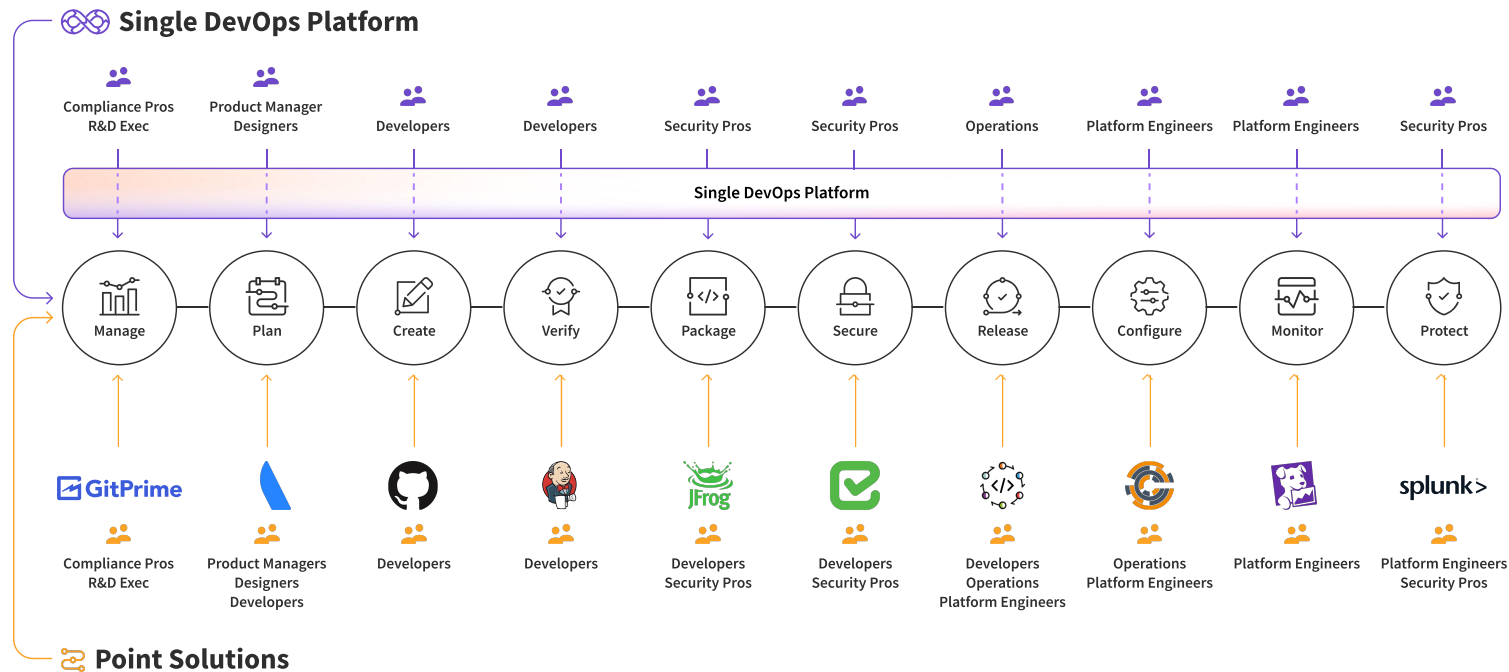 Single DevOps Platform
Compliance Pros
R&D Exec
Product Manager
Designers
Developers
Developers
Security Pros
Security Pros
Operations
Platform Engineers
Platform Engineers
Security Pros
Single DevOps Platform
Manage
Plan
Create
Verify
Package
Secure
Release
Configure
Monitor
Protect
GitPrime
JFrog
</>
splunk>
Compliance Pros
R&D Exec
Product Managers
Designers
Developers
Developers
Developers
Developers
Security Pros
Developers
Security Pros
Developers
Operations
Platform Engineers
Operations
Platform Engineers
Platform Engineers
Platform Engineers
Security Pros
Point Solutions